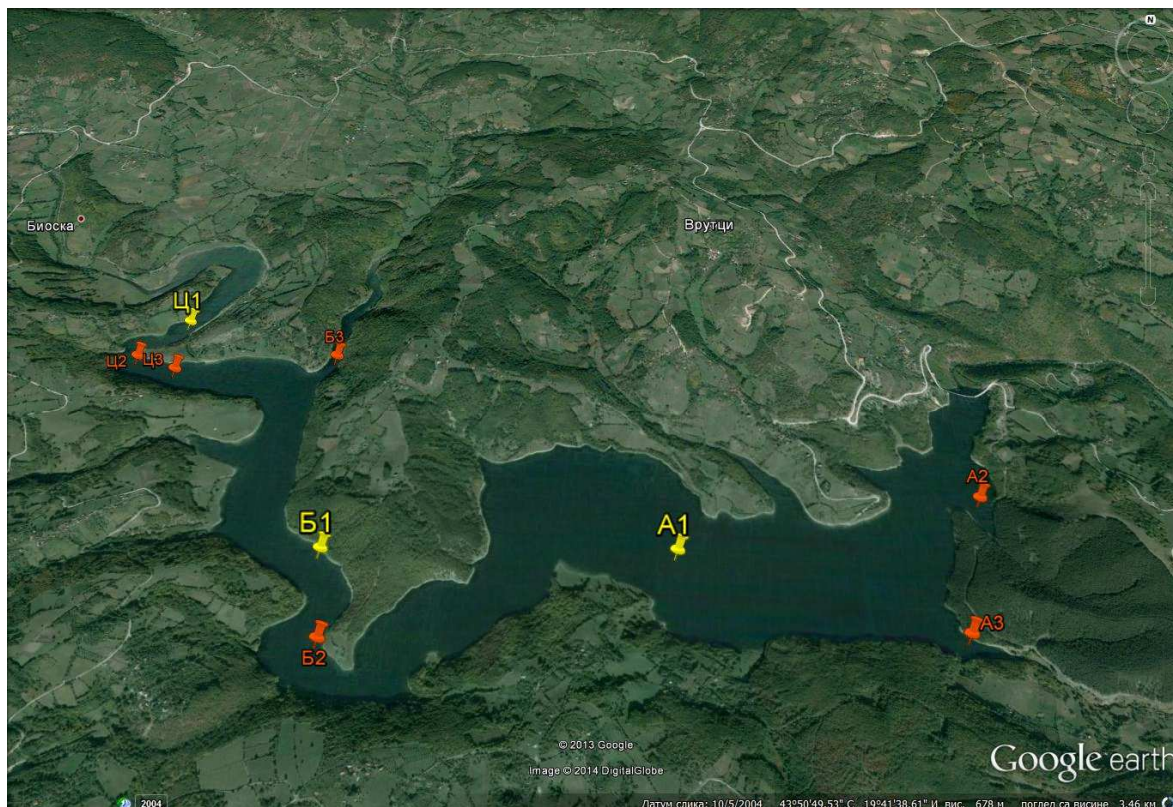 N
Биоска
Врутци
Ц1
Ц2
Ц3
Б3
А2
Б1
А1
А3
Б2
© 2013 Google
Image © 2014 DigitalGlobe
Google earth
2004
Датум слика: 10/5/2004 43°50'49.53" С 19°41'38.61" И вис. 678 м поглед са висине 3.46 км